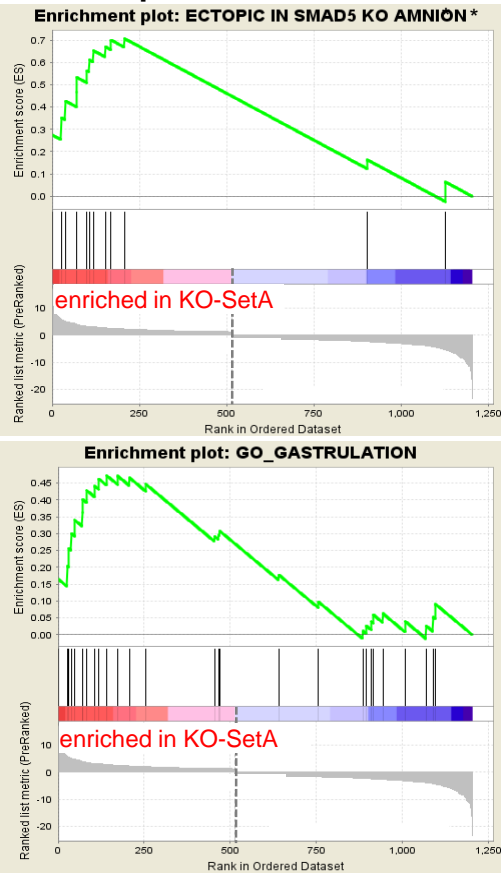 Enrichment plot: ECTOPIC IN SMAD5 KO AMNION *
Enrichment score (ES)
0.7
0.6
0.5
0.4
0.3
0.2
0.1
0.0
enriched in KO-SetA
Ranked list metric (PreRanked)
10
0
-10
-20
0 250 500 750 1,000 1,250
Rank in Ordered Dataset
Enrichment plot: GO_GASTRULATION
Enrichment score (ES)
0.45
0.40
0.35
0.30
0.25
0.20
0.15
0.10
0.05
0.00
enriched in KO-SetA
Ranked list metric (PreRanked)
10
0
-10
-20
0 250 500 750 1,000 1,250
Rank in Ordered Dataset